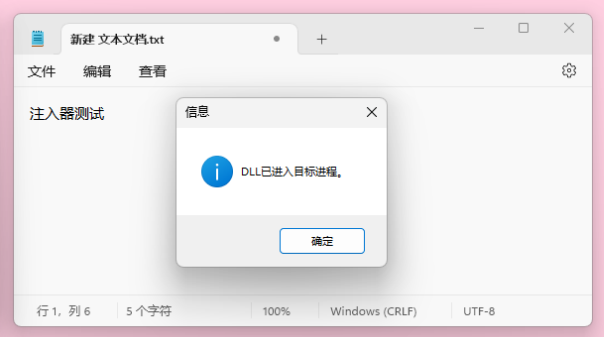 新建 文本文档.txt
文件 编辑 查看
注入器测试
信息
DLL已进入目标进程。
确定
行 1，列 6 5 个字符 100% Windows (CRLF) UTF-8